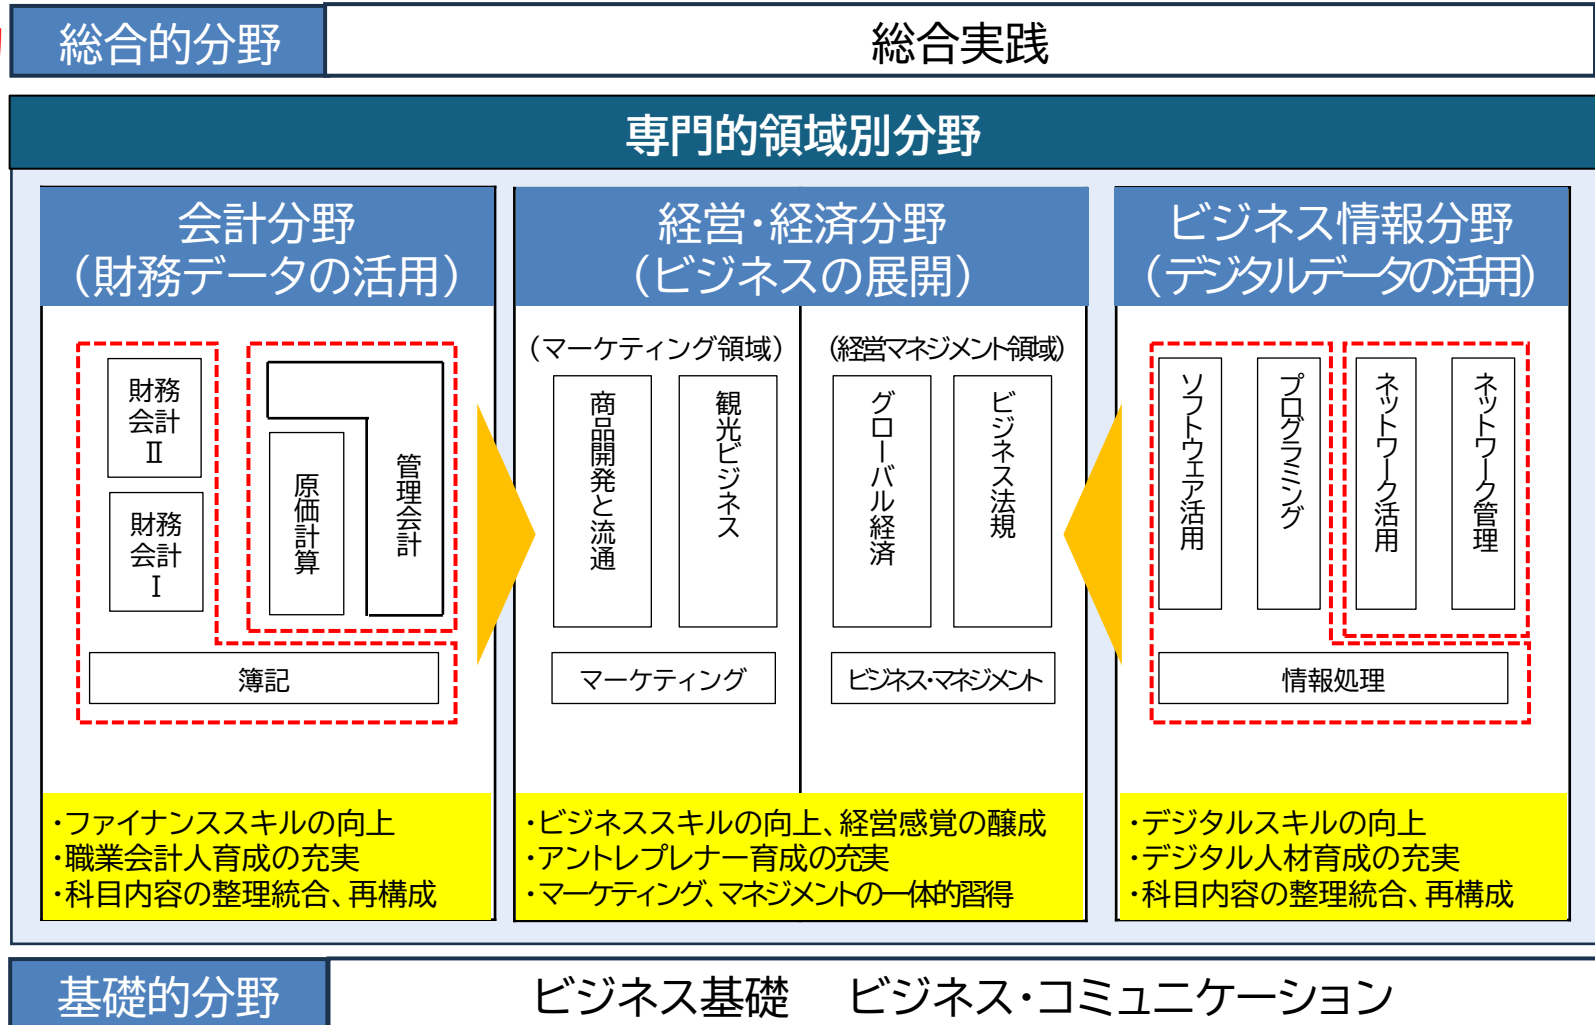 総合的分野
総合実践
専門的領域別分野
会計分野
（財務データの活用）
財務
会計
Ⅱ
財務
会計
Ⅰ
原価計算
管理会計
簿記
・ファイナンススキルの向上
・職業会計人育成の充実
・科目内容の整理統合、再構成
経営・経済分野
（ビジネスの展開）
（マーケティング領域）
商品開発と流通
観光ビジネス
マーケティング
（経営マネジメント領域）
グローバル経済
ビジネス法規
ビジネス・マネジメント
・ビジネススキルの向上、経営感覚の醸成
・アントレプレナー育成の充実
・マーケティング、マネジメントの一体的習得
ビジネス情報分野
（デジタルデータの活用）
ソフトウェア活用
プログラミング
ネットワーク活用
ネットワーク管理
情報処理
・デジタルスキルの向上
・デジタル人材育成の充実
・科目内容の整理統合、再構成
基礎的分野
ビジネス基礎　ビジネス・コミュニケーション